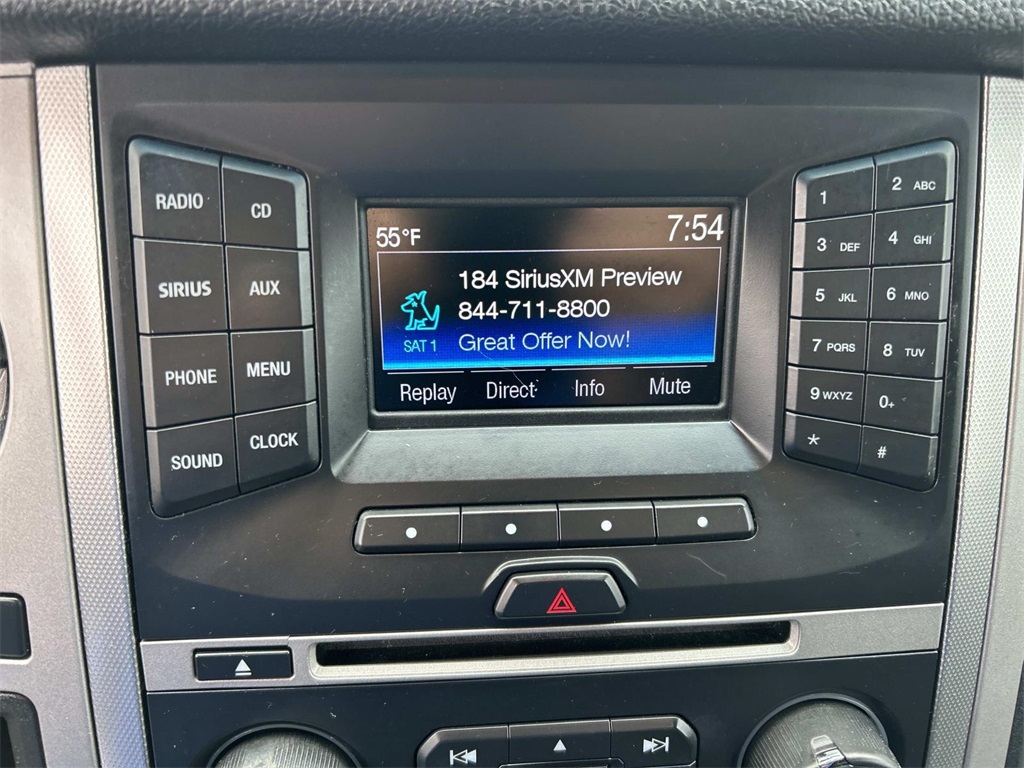 RADIO CD
SIRIUS AUX
PHONE MENU
SOUND CLOCK
55°F 7:54
184 SiriusXM Preview
844-711-8800
SAT 1 Great Offer Now!
Replay Direct Info Mute
1 2 ABC
3 DEF 4 GHI
5 JKL 6 MNO
7 PQRS 8 TUV
9 WXYZ 0+
* #